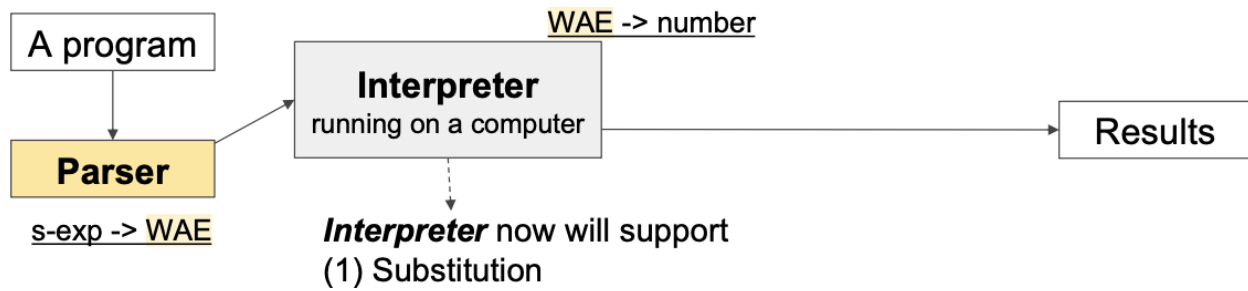 WAE -> number
A program
Interpreter
running on a computer
Results
Parser
s-exp -> WAE
Interpreter now will support
(1) Substitution